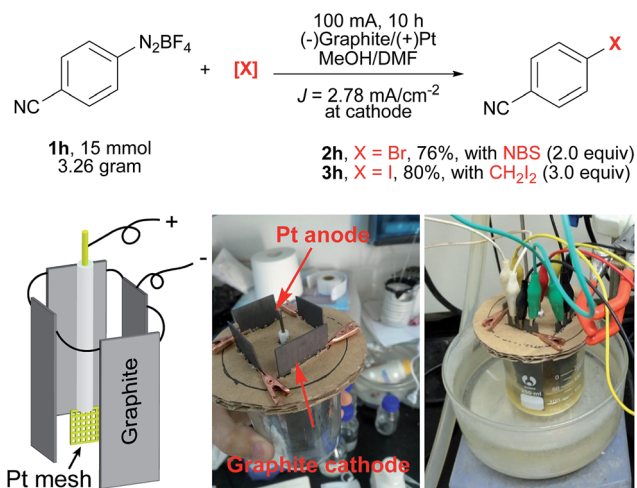 100 mA, 10 h
(-)Graphite/(+)Pt
MeOH/DMF
J = 2.78 mA/cm-2
at cathode
N2BF4
NC
+
[X]
X
NC
1h, 15 mmol
3.26 gram
2h, X = Br, 76%, with NBS (2.0 equiv)
3h, X = I, 80%, with CH2I2 (3.0 equiv)
+
-
Graphite
Pt mesh
Pt anode
Graphite cathode